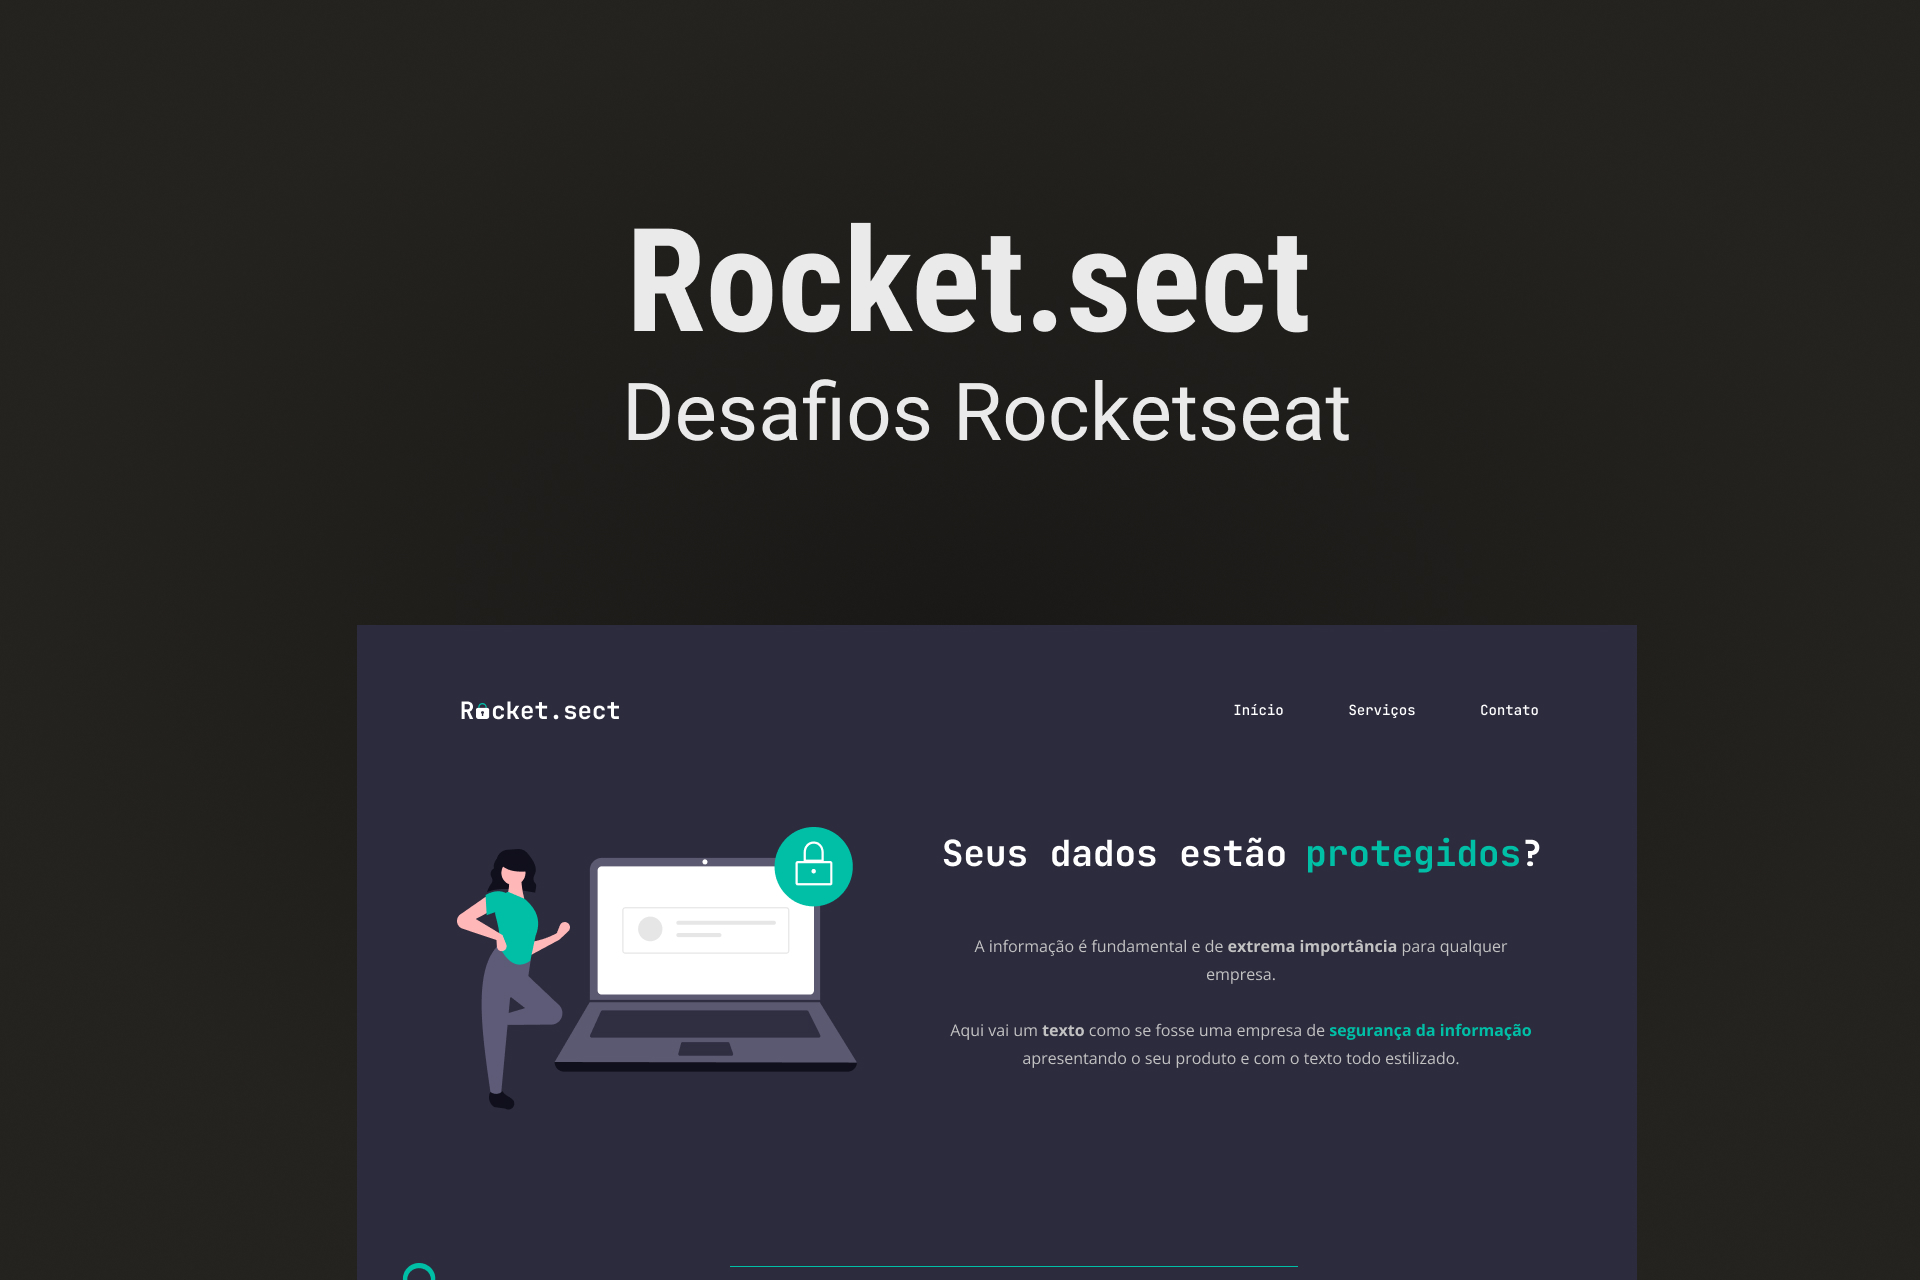 Rocket.sect
Desafios Rocketseat
Rocket.sect
Início Serviços Contato
Seus dados estão protegidos?
A informação é fundamental e de extrema importância para qualquer
empresa.
Aqui vai um texto como se fosse uma empresa de segurança da informação
apresentando o seu produto e com o texto todo estilizado.